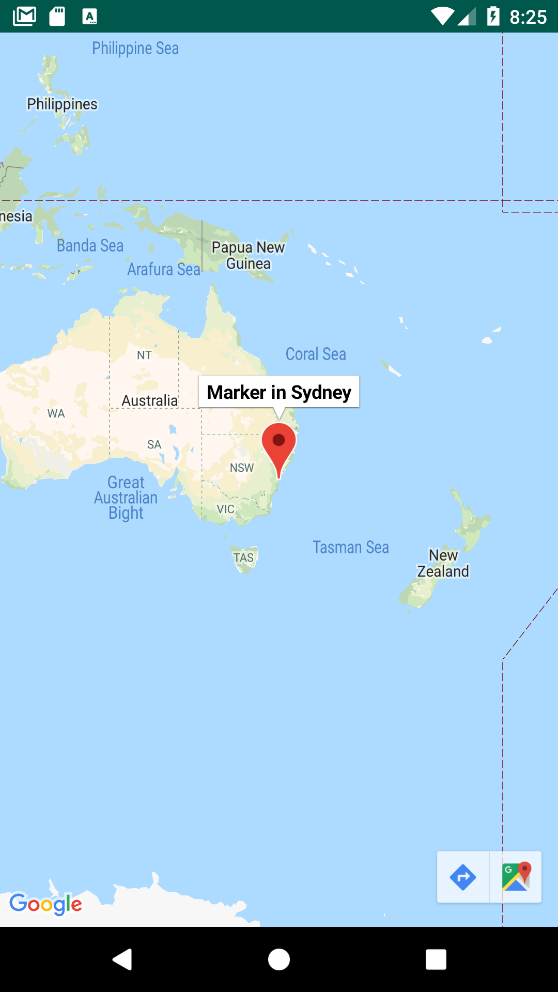 8:25
Philippine Sea
Philippines
nesia
Banda Sea
Papua New
Guinea
Arafura Sea
NT
Coral Sea
Marker in Sydney
Australia
WA
SA
NSW
Great
Australian
Bight
VIC
Tasman Sea
TAS
New
Zealand
Google